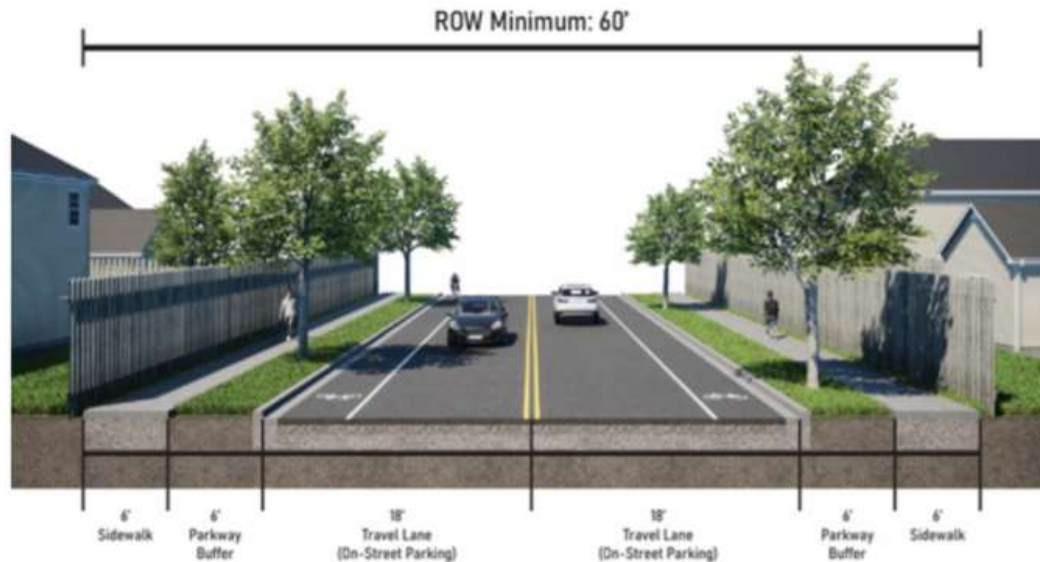 ROW Minimum: 60'
6'
Sidewalk
6'
Parkway
Buffer
18'
Travel Lane
(On-Street Parking)
18'
Travel Lane
(On-Street Parking)
6'
Parkway
Buffer
6'
Sidewalk